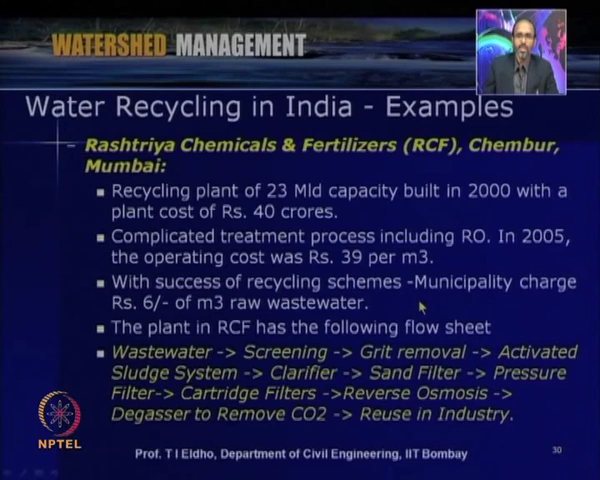 WATERSHED MANAGEMENT
Water Recycling in India - Examples
– Rashtriya Chemicals & Fertilizers (RCF), Chembur,
Mumbai:
▪ Recycling plant of 23 Mld capacity built in 2000 with a
plant cost of Rs. 40 crores.
▪ Complicated treatment process including RO. In 2005,
the operating cost was Rs. 39 per m3.
▪ With success of recycling schemes -Municipality charge
Rs. 6/- of m3 raw wastewater.
▪ The plant in RCF has the following flow sheet
▪ Wastewater -> Screening -> Grit removal -> Activated
Sludge System -> Clarifier -> Sand Filter -> Pressure
Filter-> Cartridge Filters ->Reverse Osmosis ->
Degasser to Remove CO2 -> Reuse in Industry.
NPTEL
Prof. T I Eldho, Department of Civil Engineering, IIT Bombay
30